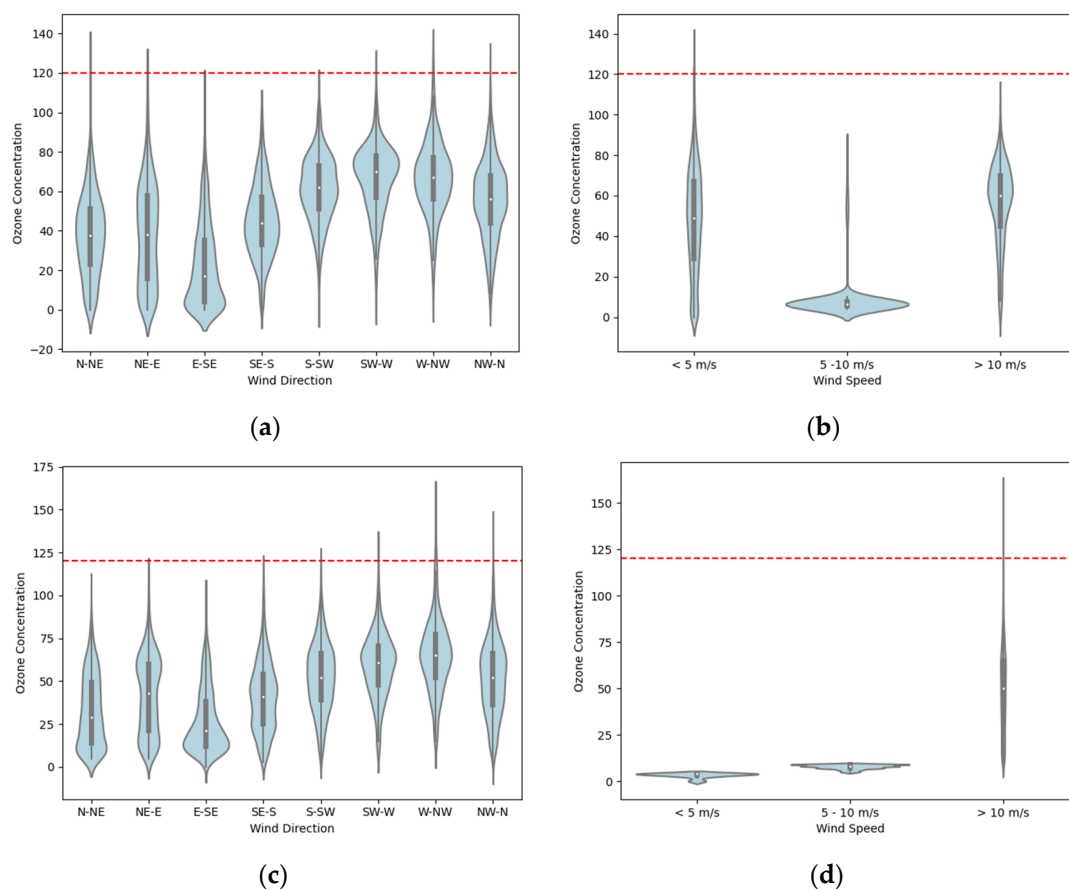 140
120
100
80
60
40
20
0
−20
Ozone Concentration
N-NE NE-E E-SE SE-S S-SW SW-W W-NW NW-N
Wind Direction
(a)
140
120
100
80
60
40
20
0
Ozone Concentration
< 5 m/s 5 -10 m/s > 10 m/s
Wind Speed
(b)
175
150
125
100
75
50
25
0
Ozone Concentration
N-NE NE-E E-SE SE-S S-SW SW-W W-NW NW-N
Wind Direction
(c)
150
125
100
75
50
25
0
Ozone Concentration
< 5 m/s 5 - 10 m/s > 10 m/s
Wind Speed
(d)